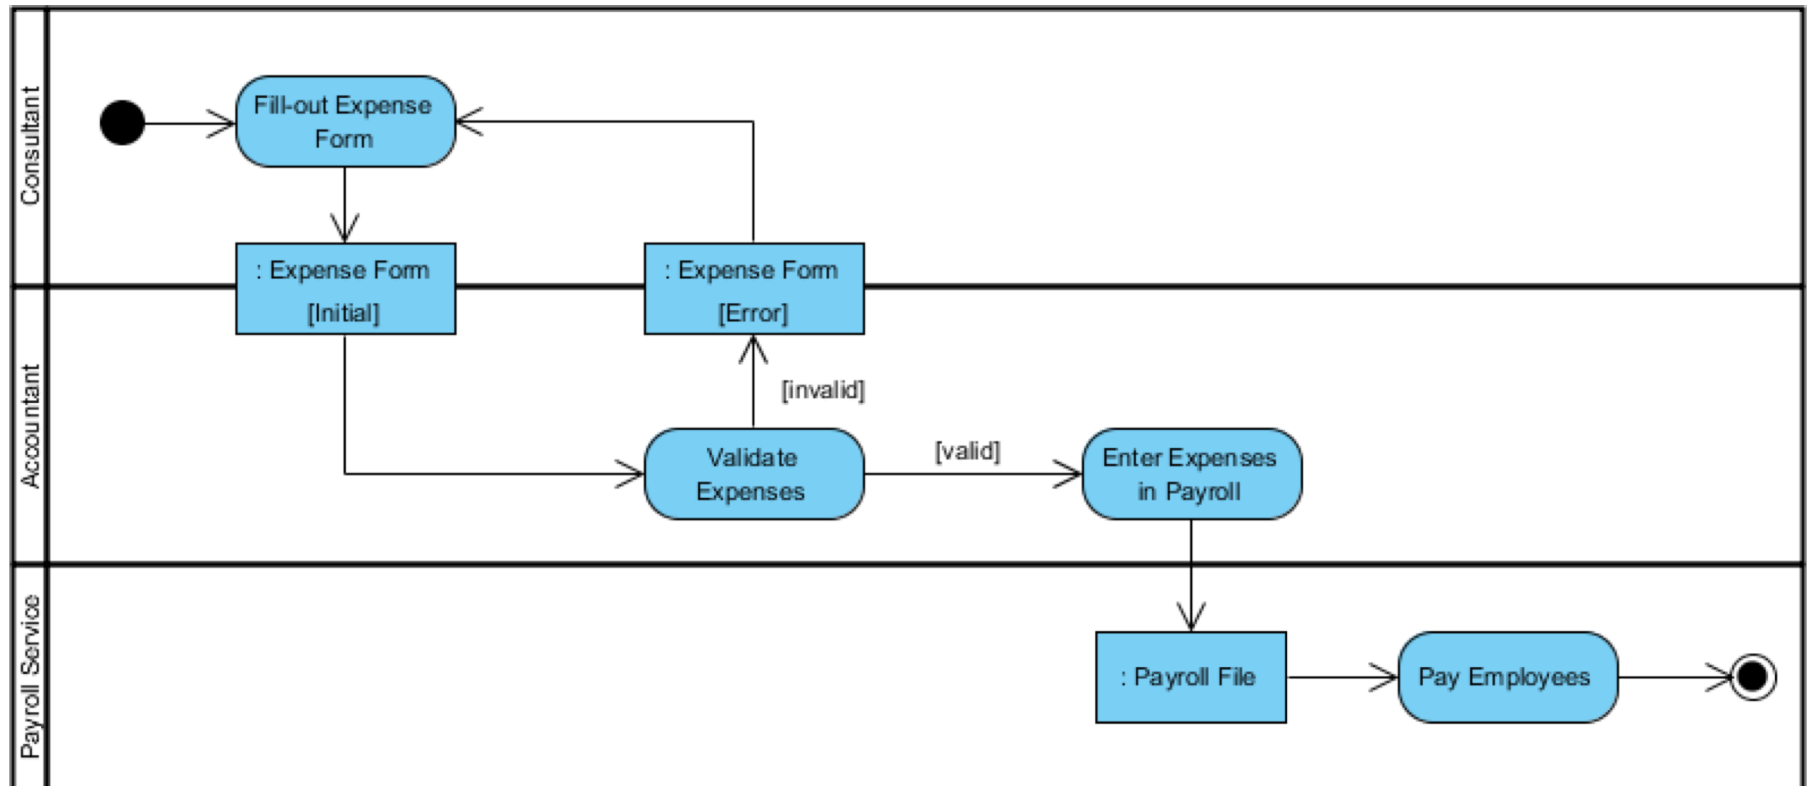 Consultant
Fill-out Expense
Form
: Expense Form
[Initial]
: Expense Form
[Error]
Accountant
[invalid]
Validate
Expenses
[valid]
Enter Expenses
in Payroll
Payroll Service
: Payroll File
Pay Employees